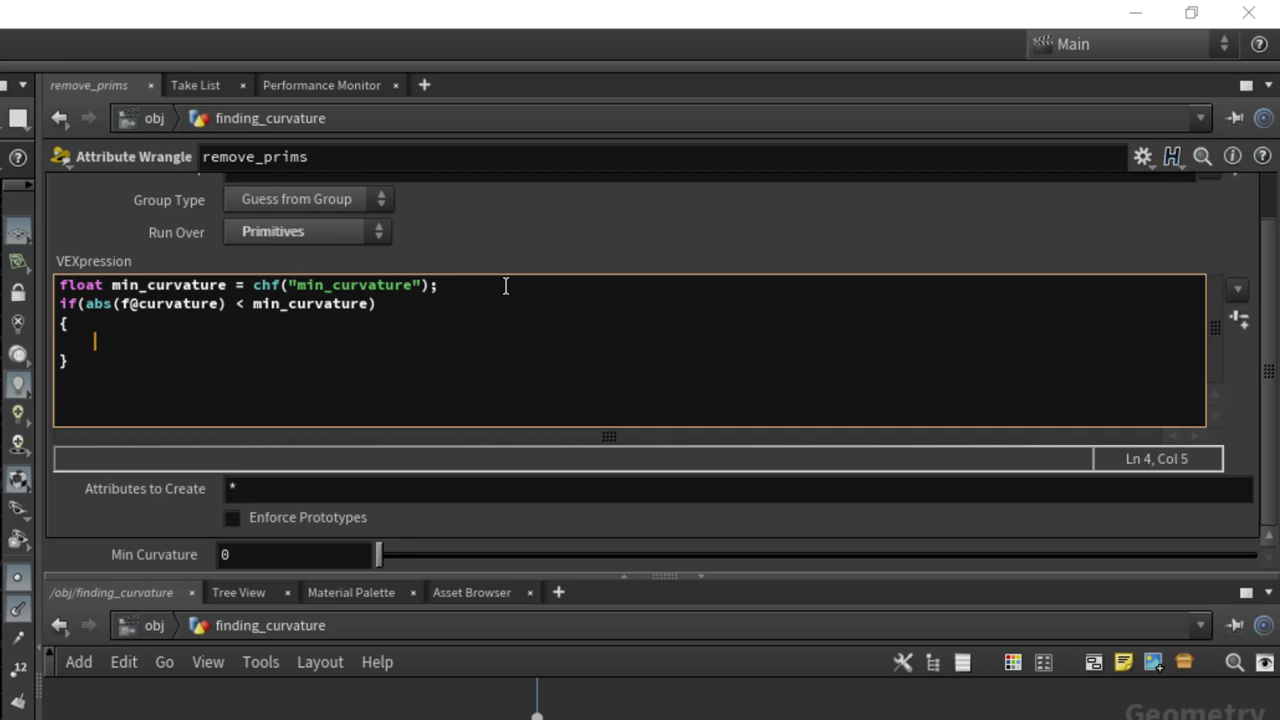 Main
remove_prims
Take List
Performance Monitor
obj
finding_curvature
Attribute Wrangle
remove_prims
Group Type
Guess from Group
Run Over
Primitives
VEXpression
float min_curvature = chf("min_curvature");
if(abs(f@curvature) < min_curvature)
{
}
Ln 4, Col 5
Attributes to Create
*
Enforce Prototypes
Min Curvature
0
/obj/finding_curvature
Tree View
Material Palette
Asset Browser
obj
finding_curvature
Add
Edit
Go
View
Tools
Layout
Help
.12
Geometry